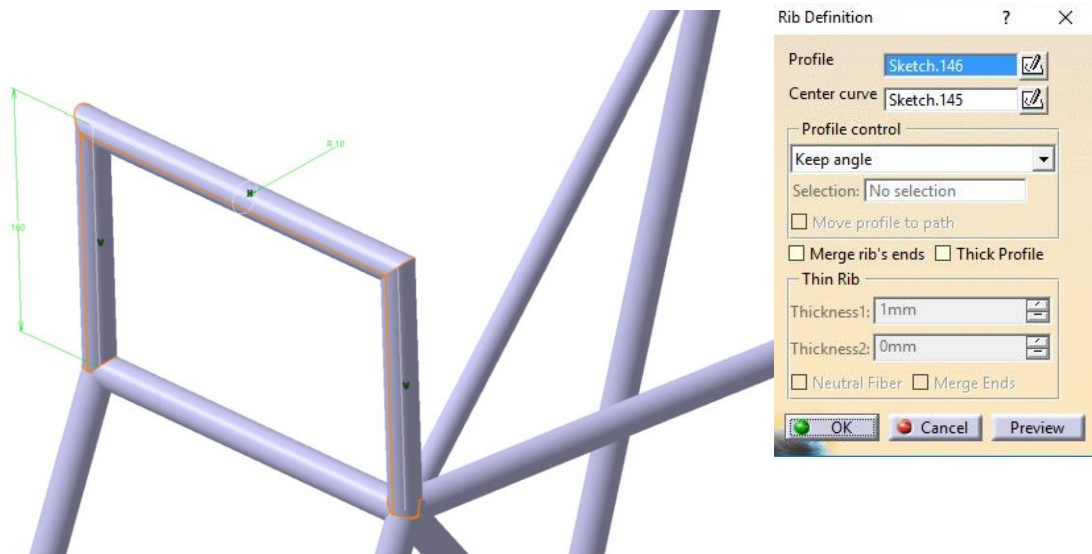 Rib Definition ? X
Profile Sketch.146
Center curve Sketch.145
Profile control
Keep angle
Selection: No selection
Move profile to path
Merge rib's ends Thick Profile
Thin Rib
Thickness1: 1mm
Thickness2: 0mm
Neutral Fiber Merge Ends
OK Cancel Preview
160
R 10
H
V
V